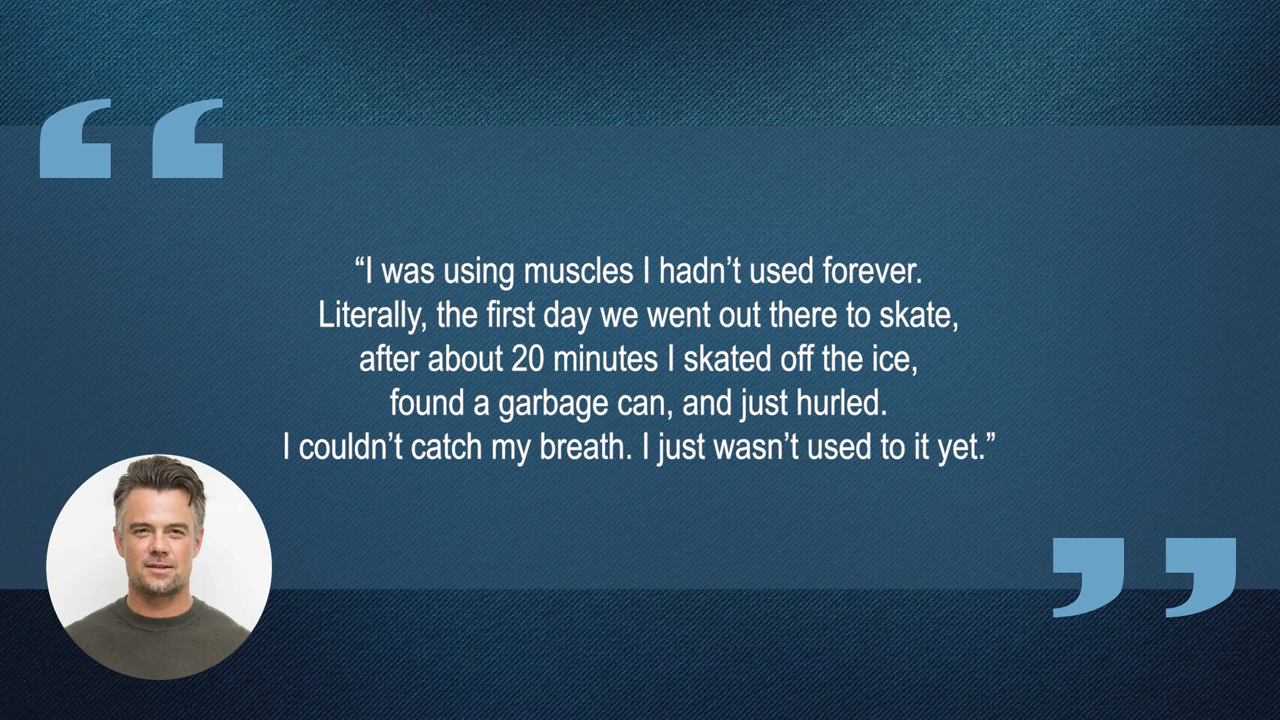 “I was using muscles I hadn’t used forever.
Literally, the first day we went out there to skate,
after about 20 minutes I skated off the ice,
found a garbage can, and just hurled.
I couldn’t catch my breath. I just wasn’t used to it yet.”